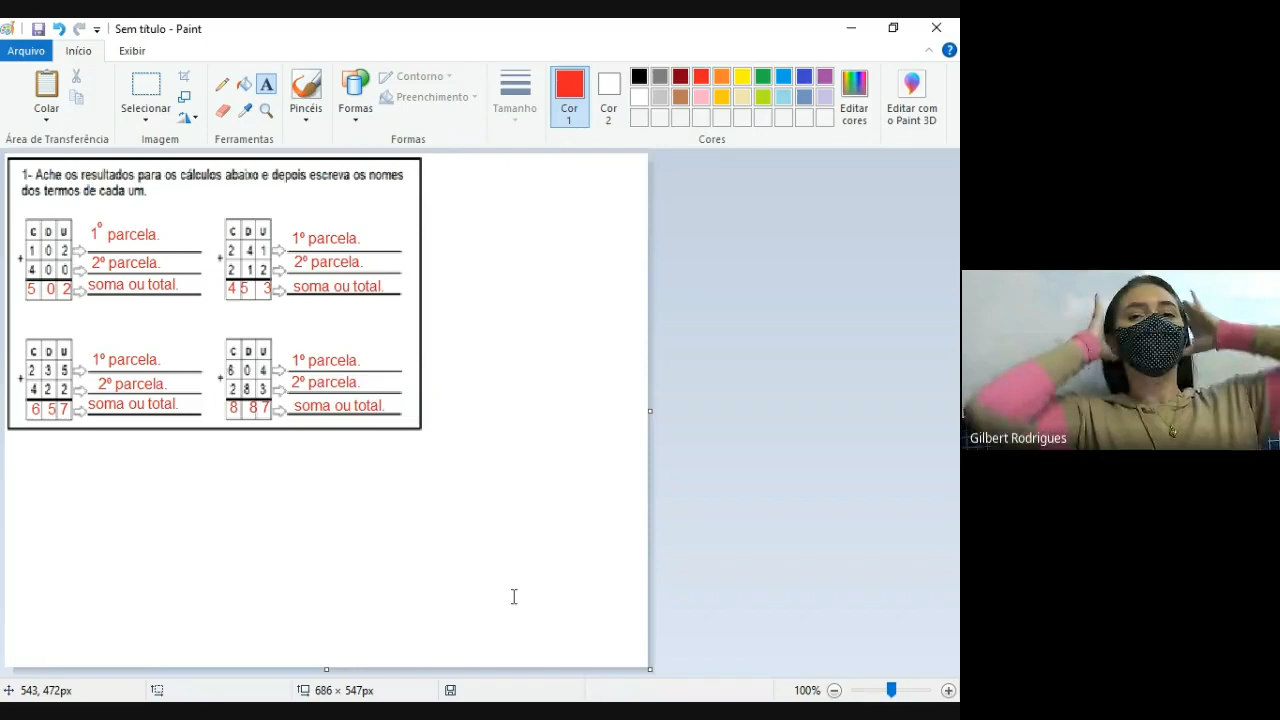 Sem título - Paint
Arquivo
Início
Exibir
Colar
Selecionar
A
Pincéis
Formas
Contorno
Preenchimento
Tamanho
Cor
1
Cor
2
Editar
cores
Editar com
o Paint 3D
Área de Transferência
Imagem
Ferramentas
Formas
Cores
1- Ache os resultados para os cálculos abaixo e depois escreva os nomes
dos termos de cada um.
C D U
1 0 2 1º parcela.
+ 4 0 0 2º parcela.
5 0 2 soma ou total.
C D U
2 4 1 1º parcela.
+ 2 1 2 2º parcela.
4 5 3 soma ou total.
C D U
2 3 5 1º parcela.
+ 4 2 2 2º parcela.
6 5 7 soma ou total.
C D U
6 0 4 1º parcela.
+ 2 8 3 2º parcela.
8 8 7 soma ou total.
Gilbert Rodrigues
543, 472px
686 × 547px
100%